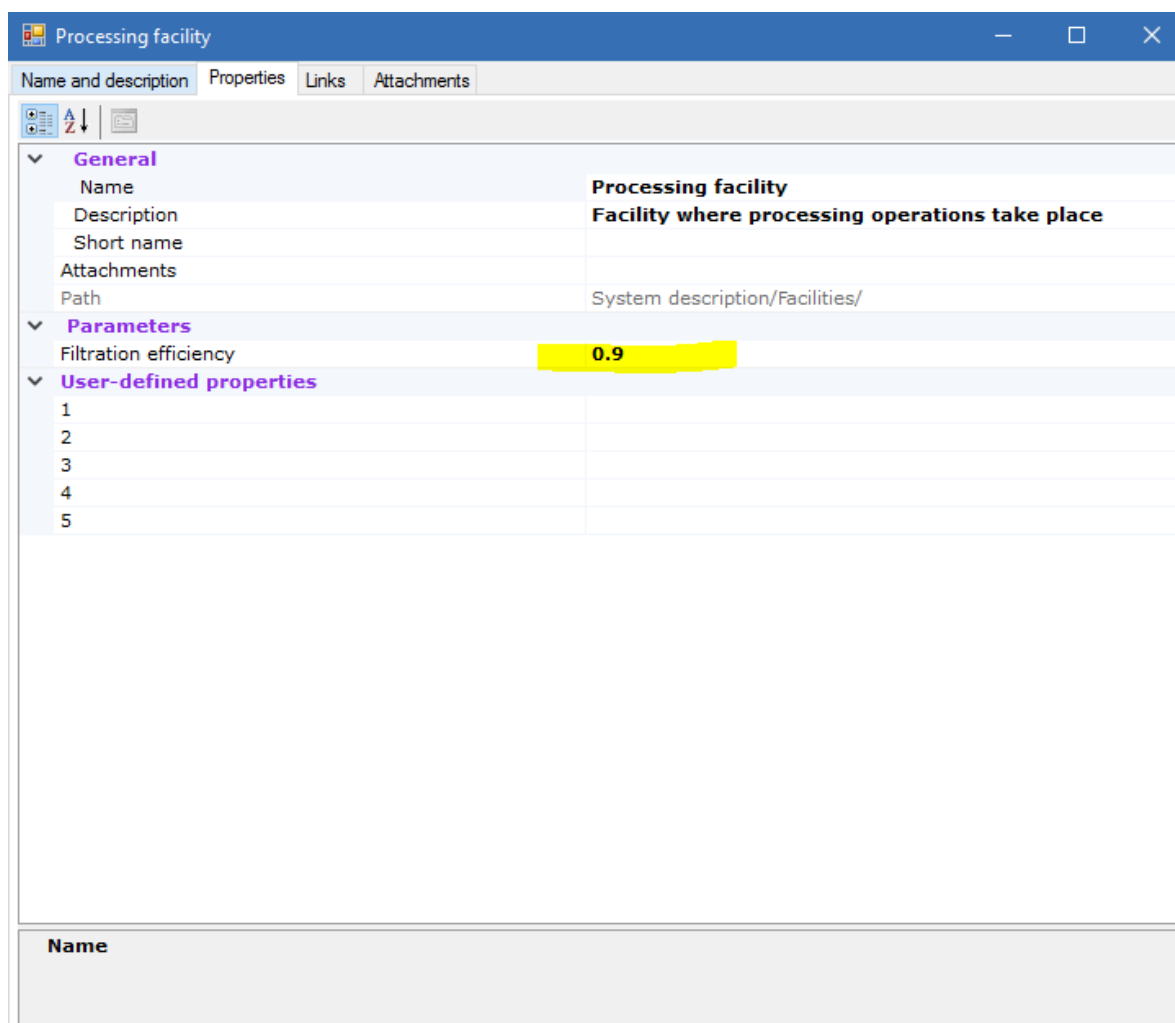 Processing facility
Name and description Properties Links Attachments
General
Name Processing facility
Description Facility where processing operations take place
Short name
Attachments
Path System description/Facilities/
Parameters
Filtration efficiency 0.9
User-defined properties
1
2
3
4
5
Name